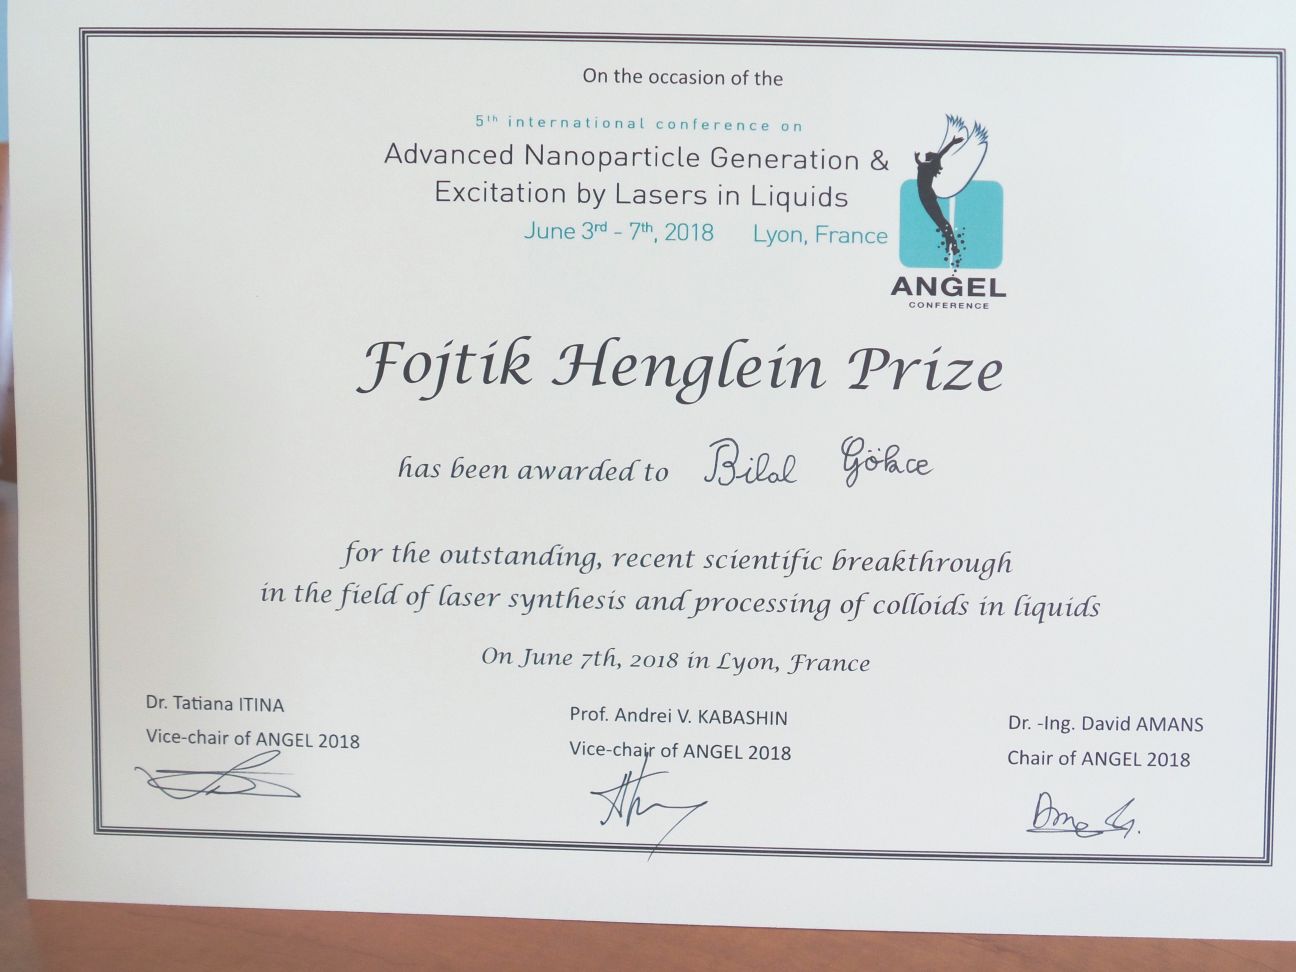 On the occasion of the
5th international conference on
Advanced Nanoparticle Generation &
Excitation by Lasers in Liquids
June 3rd - 7th, 2018 Lyon, France
ANGEL
CONFERENCE
Fojtik Henglein Prize
has been awarded to Bilal Gökce
for the outstanding, recent scientific breakthrough
in the field of laser synthesis and processing of colloids in liquids
On June 7th, 2018 in Lyon, France
Dr. Tatiana ITINA
Vice-chair of ANGEL 2018
Prof. Andrei V. KABASHIN
Vice-chair of ANGEL 2018
Dr. -Ing. David AMANS
Chair of ANGEL 2018